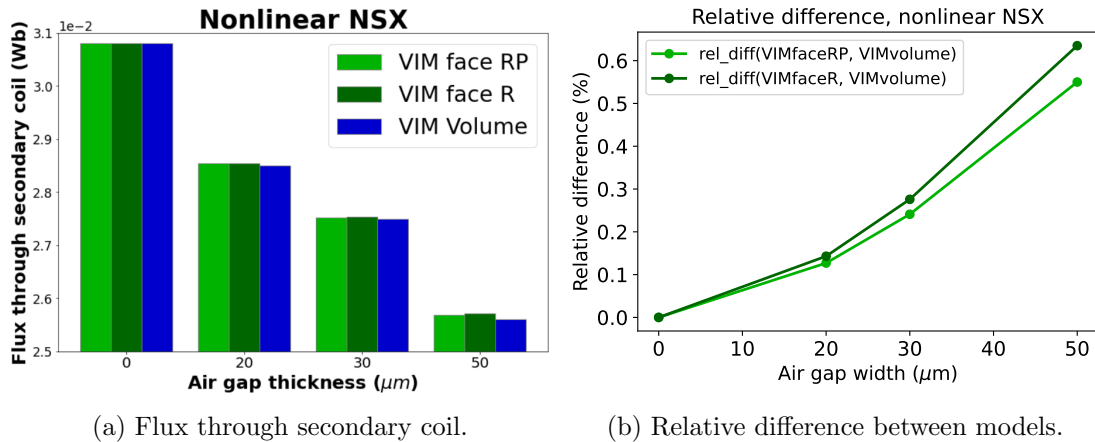 Nonlinear NSX
1e−2
3.1
3.0
2.9
2.8
2.7
2.6
2.5
Flux through secondary coil (Wb)
VIM face RP
VIM face R
VIM Volume
0 20 30 50
Air gap thickness (μm)
(a) Flux through secondary coil.
Relative difference, nonlinear NSX
rel_diff(VIMfaceRP, VIMvolume)
rel_diff(VIMfaceR, VIMvolume)
0.6
0.5
0.4
0.3
0.2
0.1
0.0
Relative difference (%)
0 10 20 30 40 50
Air gap width (μm)
(b) Relative difference between models.